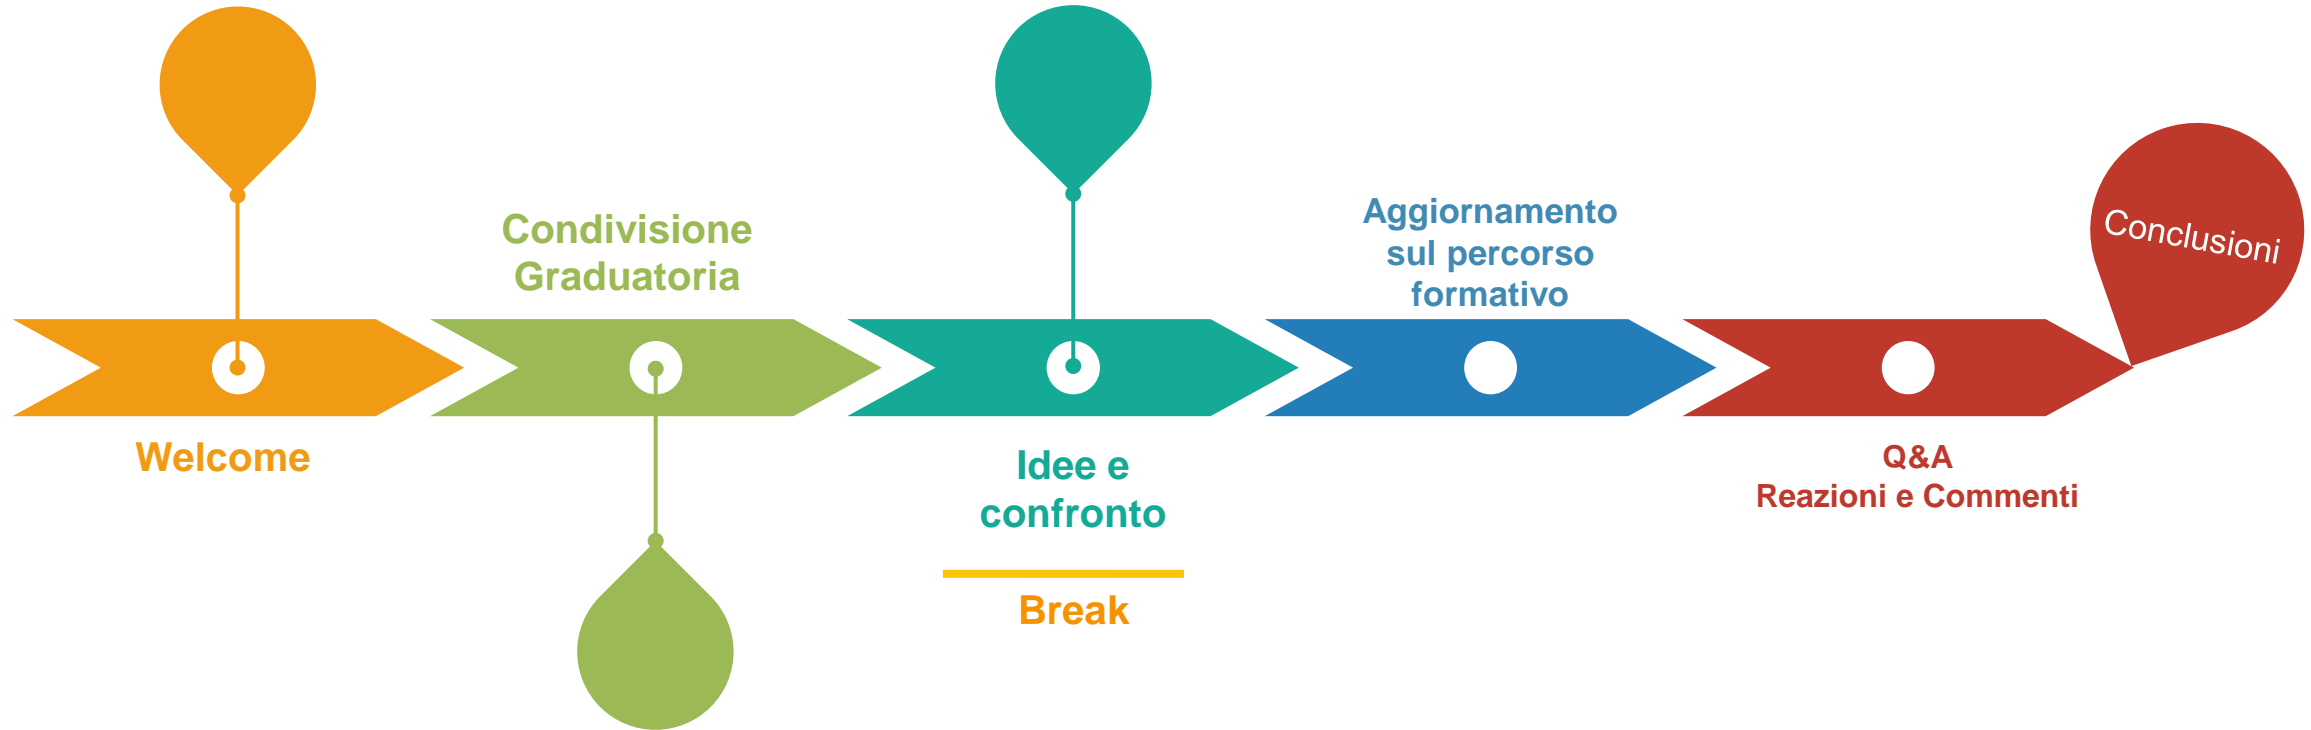 Welcome
Condivisione
Graduatoria
Idee e
confronto
Break
Aggiornamento
sul percorso
formativo
Q&A
Reazioni e Commenti
Conclusioni